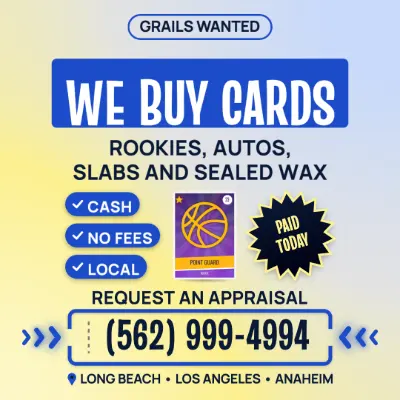 GRAILS WANTED
WE BUY CARDS
ROOKIES, AUTOS,
SLABS AND SEALED WAX
CASH
NO FEES
LOCAL
POINT GUARD
PAID
TODAY
REQUEST AN APPRAISAL
(562) 999-4994
LONG BEACH • LOS ANGELES • ANAHEIM